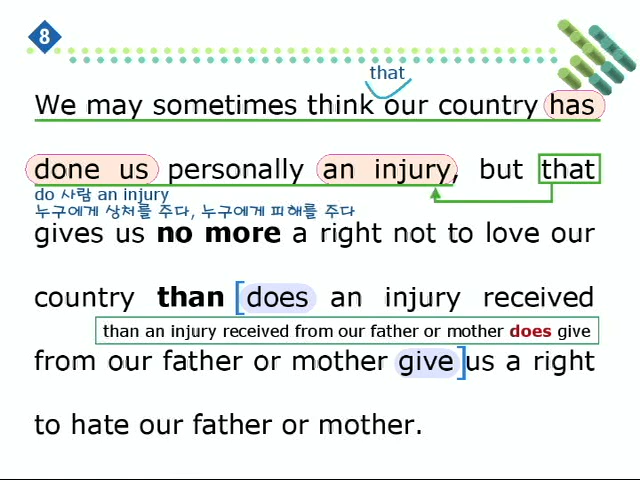 8
that
We may sometimes think our country has
done us personally an injury, but that
do 사람 an injury
누구에게 상처를 주다, 누구에게 피해를 주다
gives us no more a right not to love our
country than [does an injury received
than an injury received from our father or mother does give
from our father or mother give] us a right
to hate our father or mother.